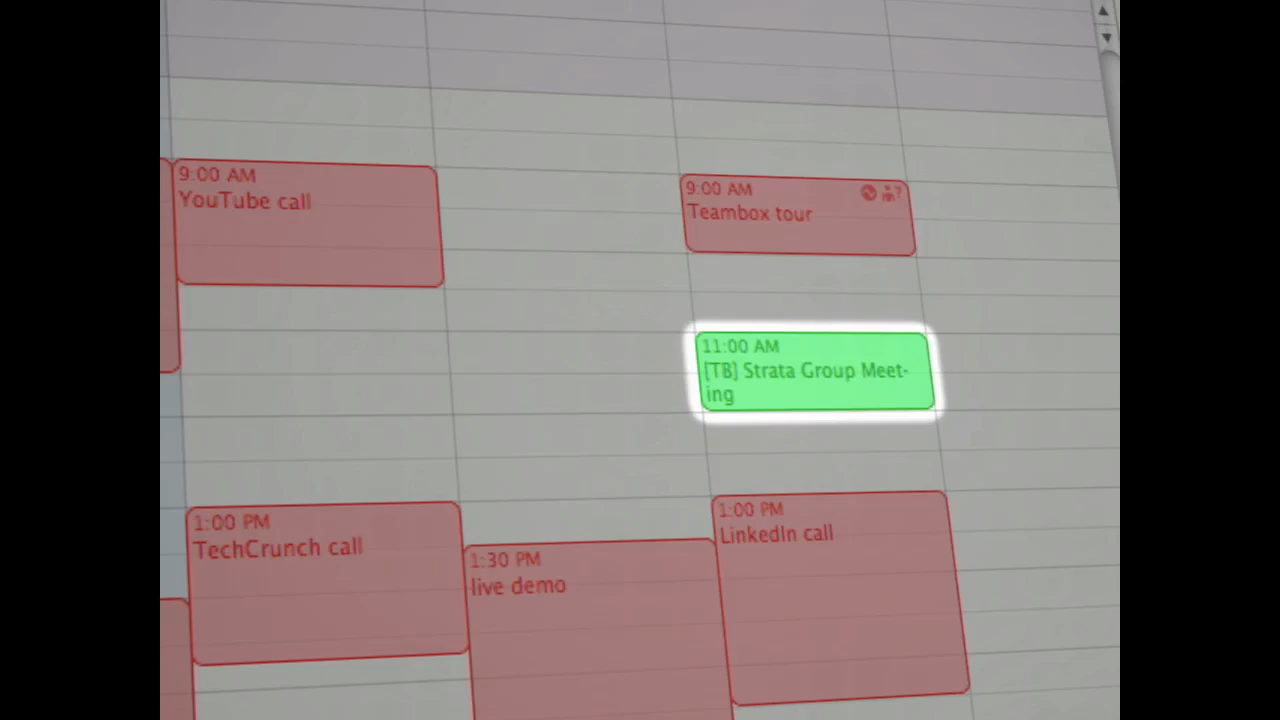 9:00 AM
YouTube call
9:00 AM
Teambox tour
11:00 AM
[TB] Strata Group Meet-
ing
1:00 PM
TechCrunch call
1:30 PM
live demo
1:00 PM
LinkedIn call